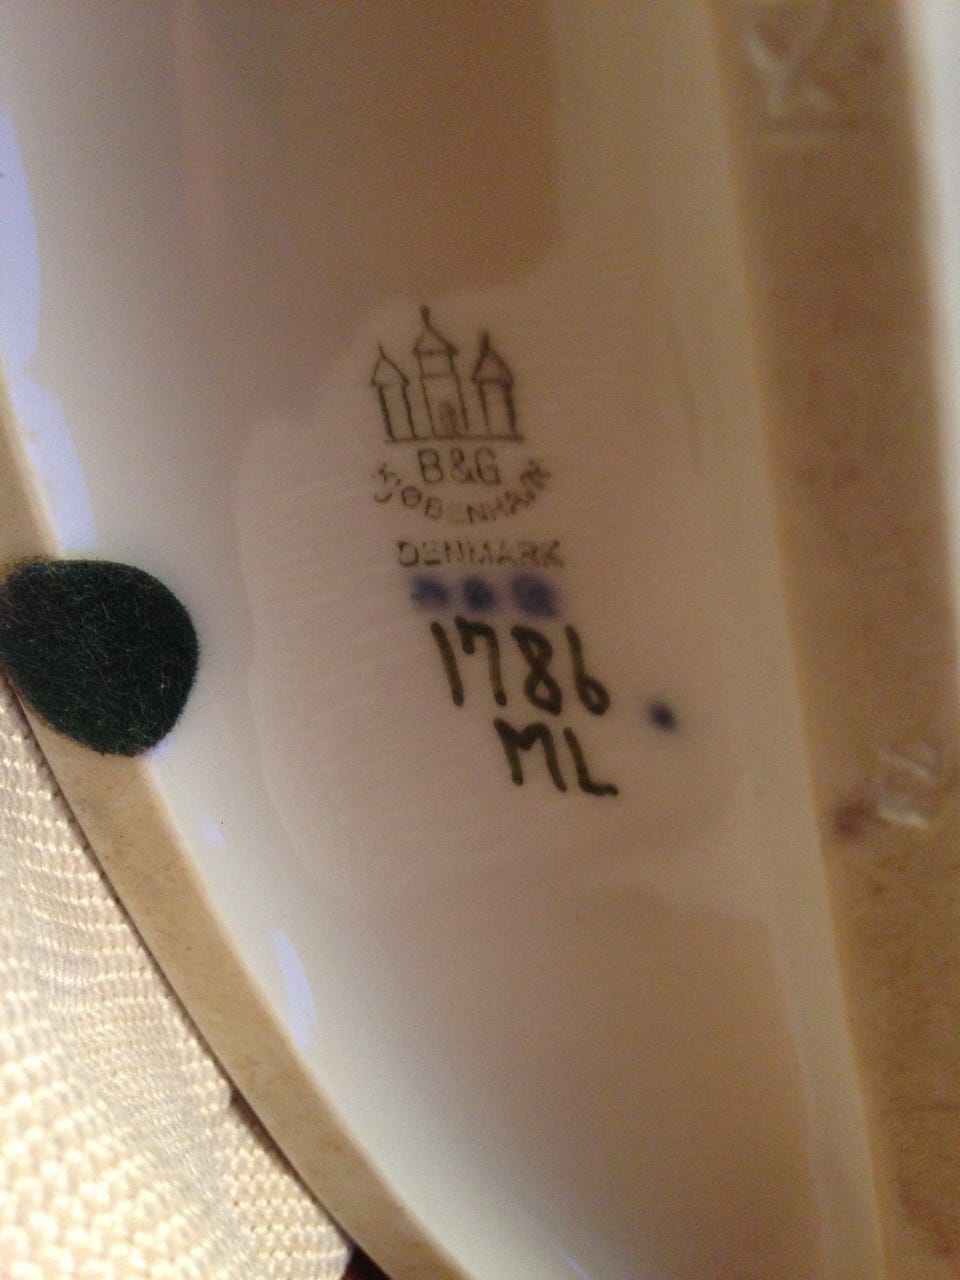 B&G
KJØBENHAVN
DENMARK
1786
ML